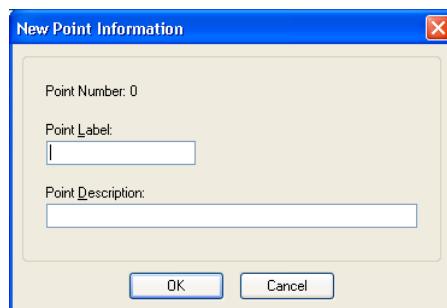 New Point Information
Point Number: 0
Point Label:
Point Description:
OK Cancel